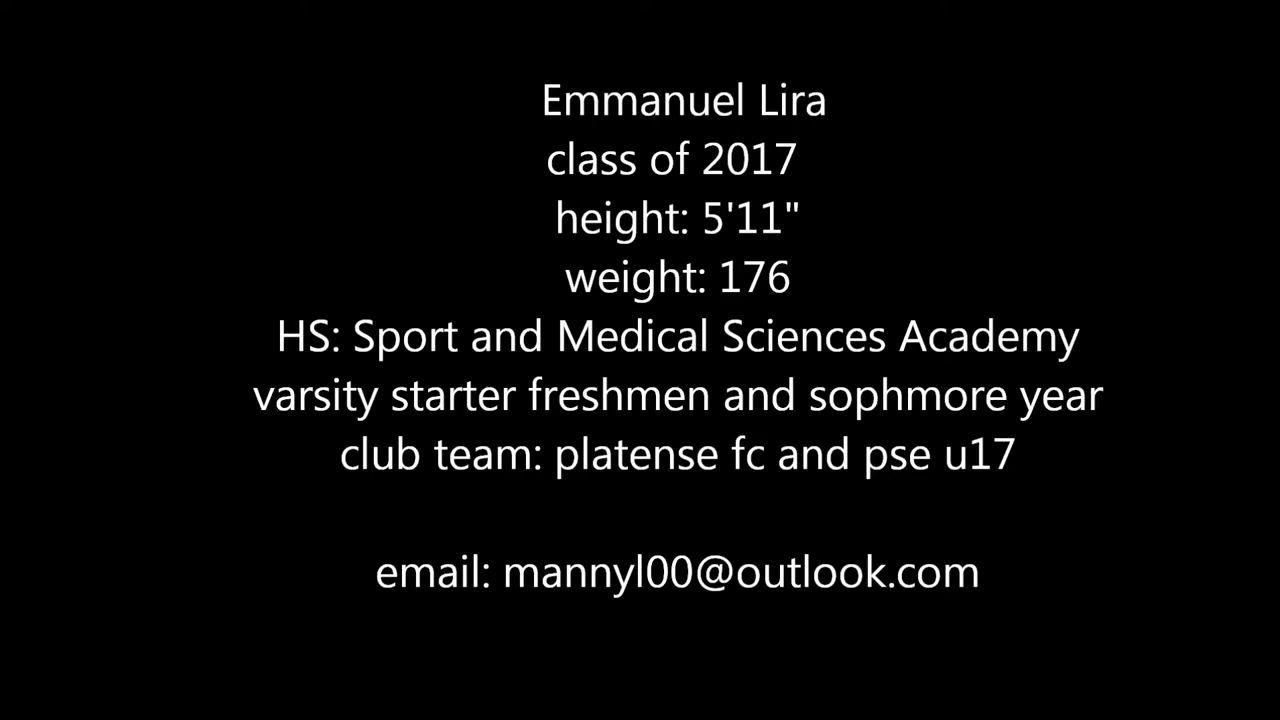 Emmanuel Lira
class of 2017
height: 5'11"
weight: 176
HS: Sport and Medical Sciences Academy
varsity starter freshmen and sophmore year
club team: platense fc and pse u17
email: mannyl00@outlook.com